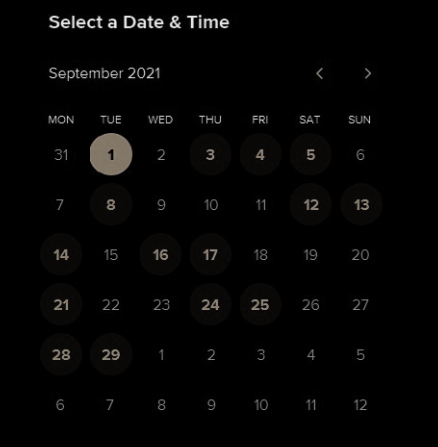 Select a Date & Time
September 2021
MON TUE WED THU FRI SAT SUN
31 1 2 3 4 5 6
7 8 9 10 11 12 13
14 15 16 17 18 19 20
21 22 23 24 25 26 27
28 29 1 2 3 4 5
6 7 8 9 10 11 12